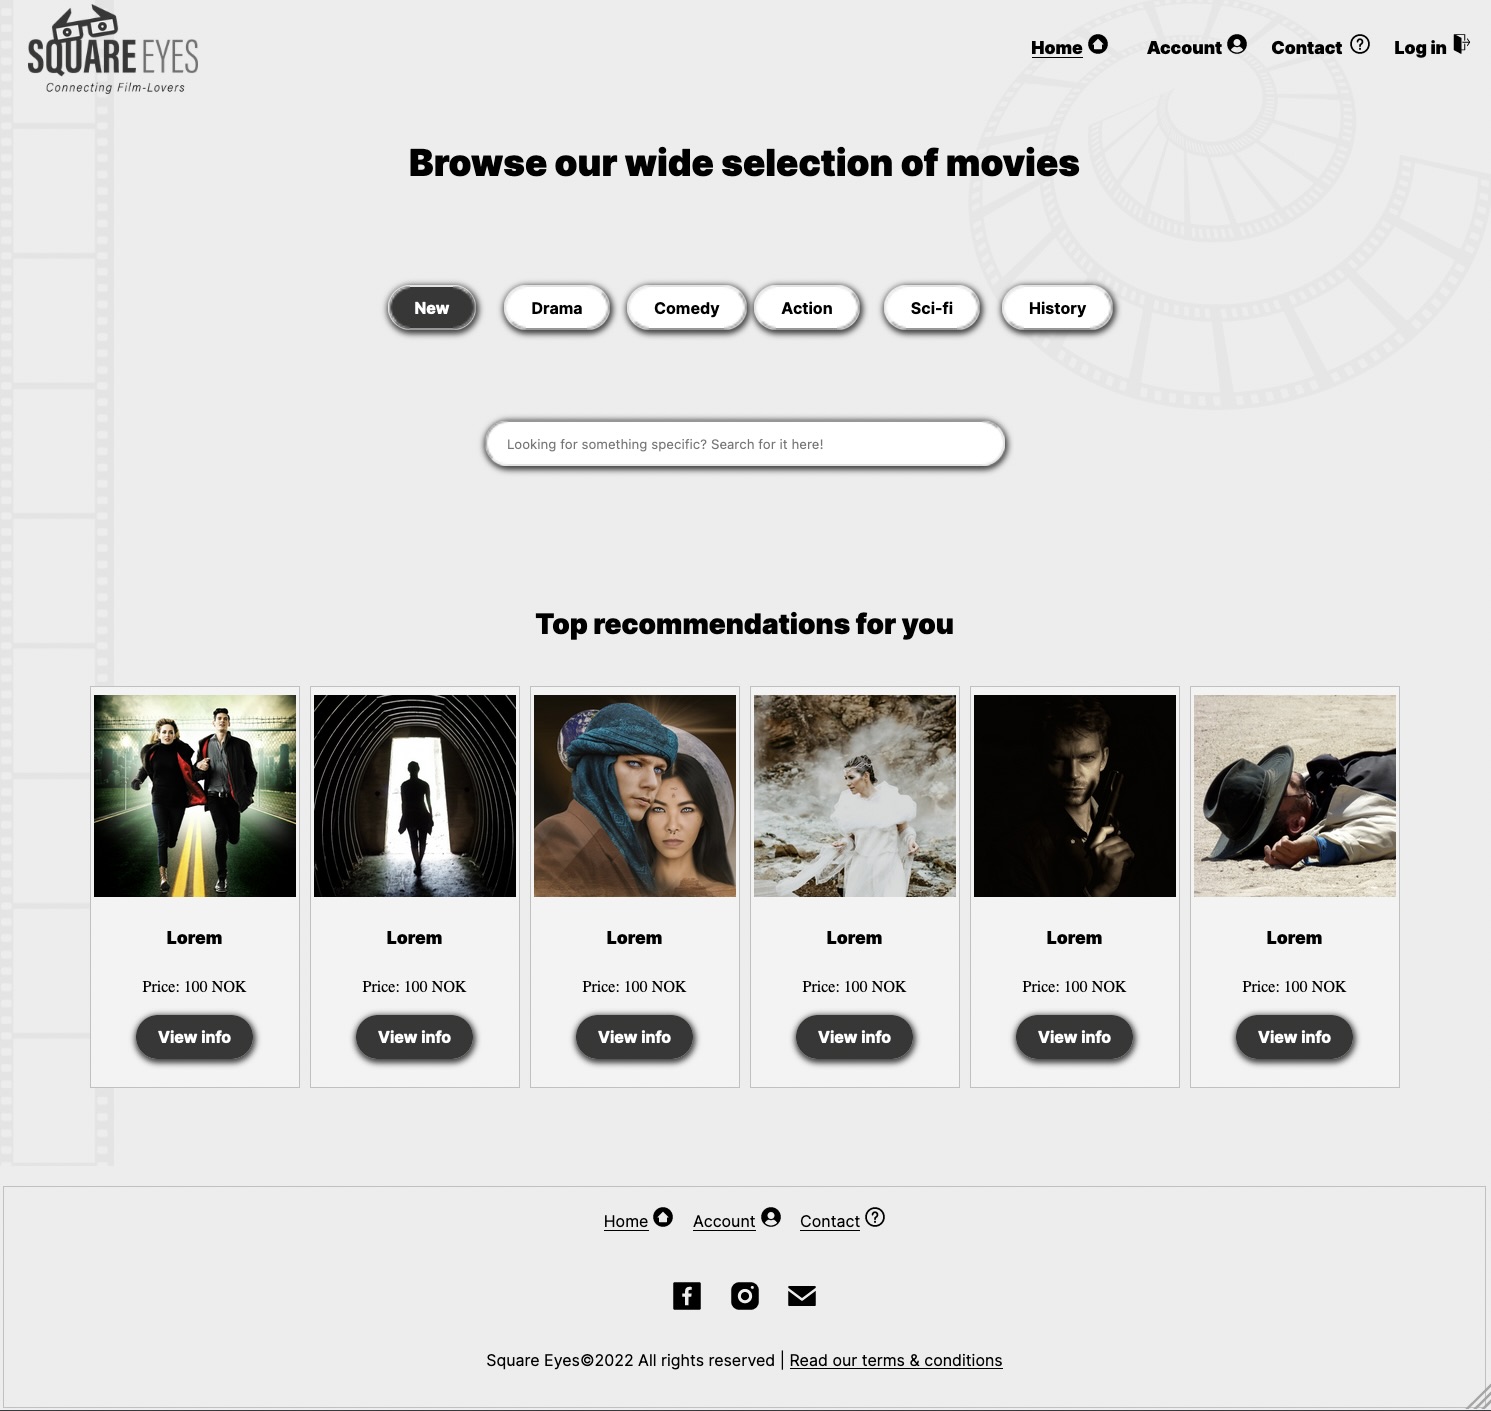 SQUARE EYES
Connecting Film-Lovers
Home Account Contact Log in
Browse our wide selection of movies
New Drama Comedy Action Sci-fi History
Looking for something specific? Search for it here!
Top recommendations for you
Lorem Lorem Lorem Lorem Lorem Lorem
Price: 100 NOK Price: 100 NOK Price: 100 NOK Price: 100 NOK Price: 100 NOK Price: 100 NOK
View info View info View info View info View info View info
Home Account Contact
Square Eyes©2022 All rights reserved | Read our terms & conditions